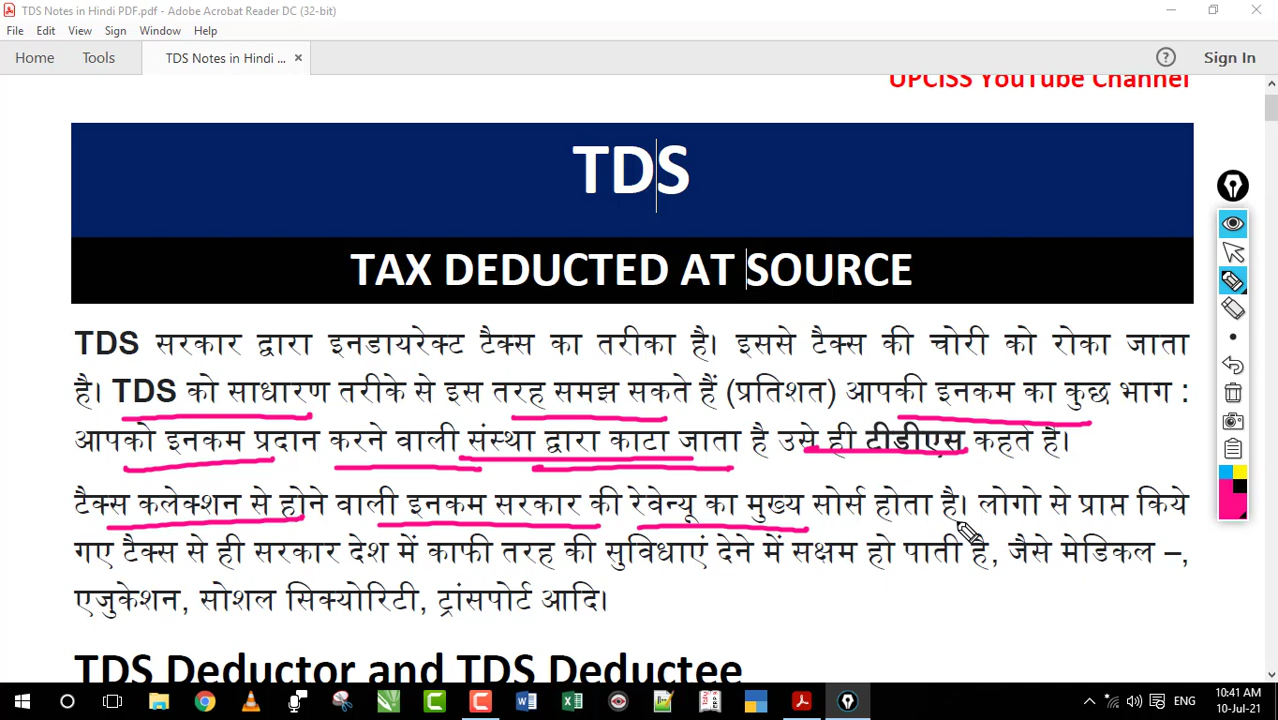 TDS Notes in Hindi PDF.pdf - Adobe Acrobat Reader DC (32-bit)
File Edit View Sign Window Help
Home Tools TDS Notes in Hindi ... × Sign In
UPCISS YouTube Channel
TDS
TAX DEDUCTED AT SOURCE
TDS सरकार द्वारा इनडायरेक्ट टैक्स का तरीका है। इससे टैक्स की चोरी को रोका जाता
है। TDS को साधारण तरीके से इस तरह समझ सकते हैं (प्रतिशत) आपकी इनकम का कुछ भाग :
आपको इनकम प्रदान करने वाली संस्था द्वारा काटा जाता है उसे ही टीडीएस कहते है।
टैक्स कलेक्शन से होने वाली इनकम सरकार की रेवेन्यू का मुख्य सोर्स होता है। लोगो से प्राप्त किये
गए टैक्स से ही सरकार देश में काफी तरह की सुविधाएं देने में सक्षम हो पाती है, जैसे मेडिकल –,
एजुकेशन, सोशल सिक्योरिटी, ट्रांसपोर्ट आदि।
TDS Deductor and TDS Deductee
ENG 10:41 AM
10-Jul-21